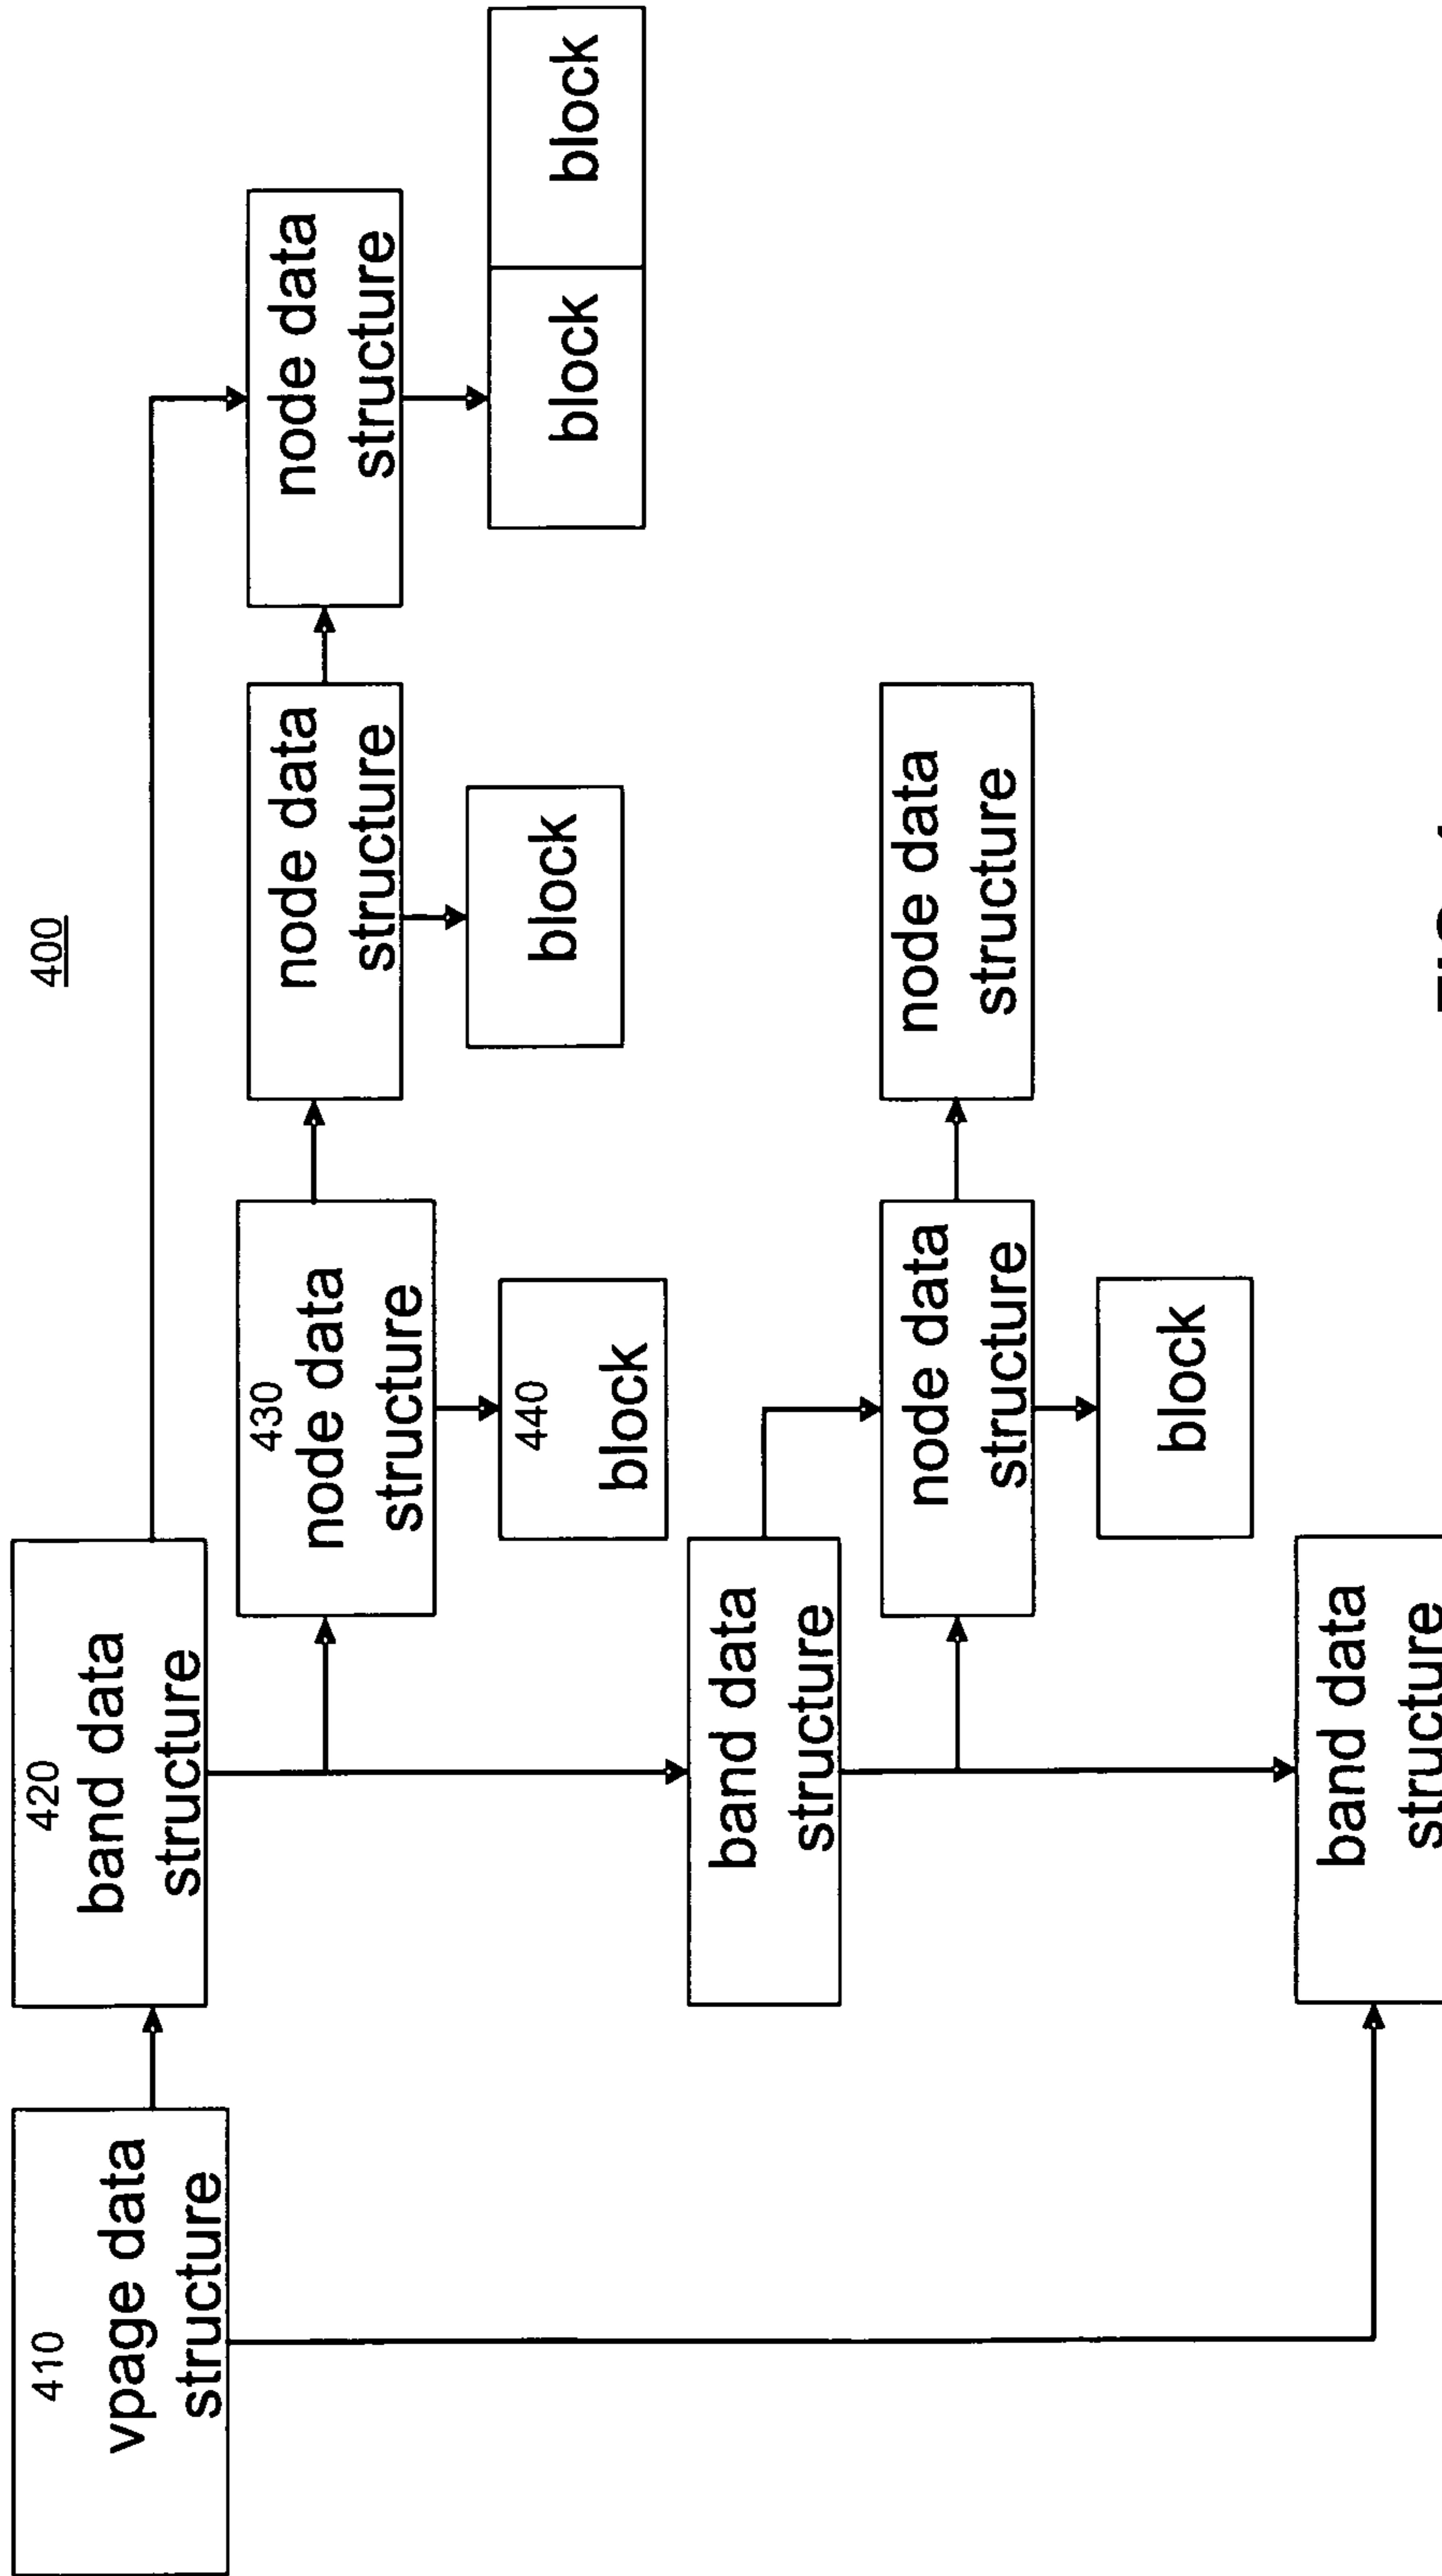 400
410
vpage data
structure
420
band data
structure
430
node data
structure
node data
structure
node data
structure
440
block
block
block block
band data
structure
node data
structure
node data
structure
block
band data
structure